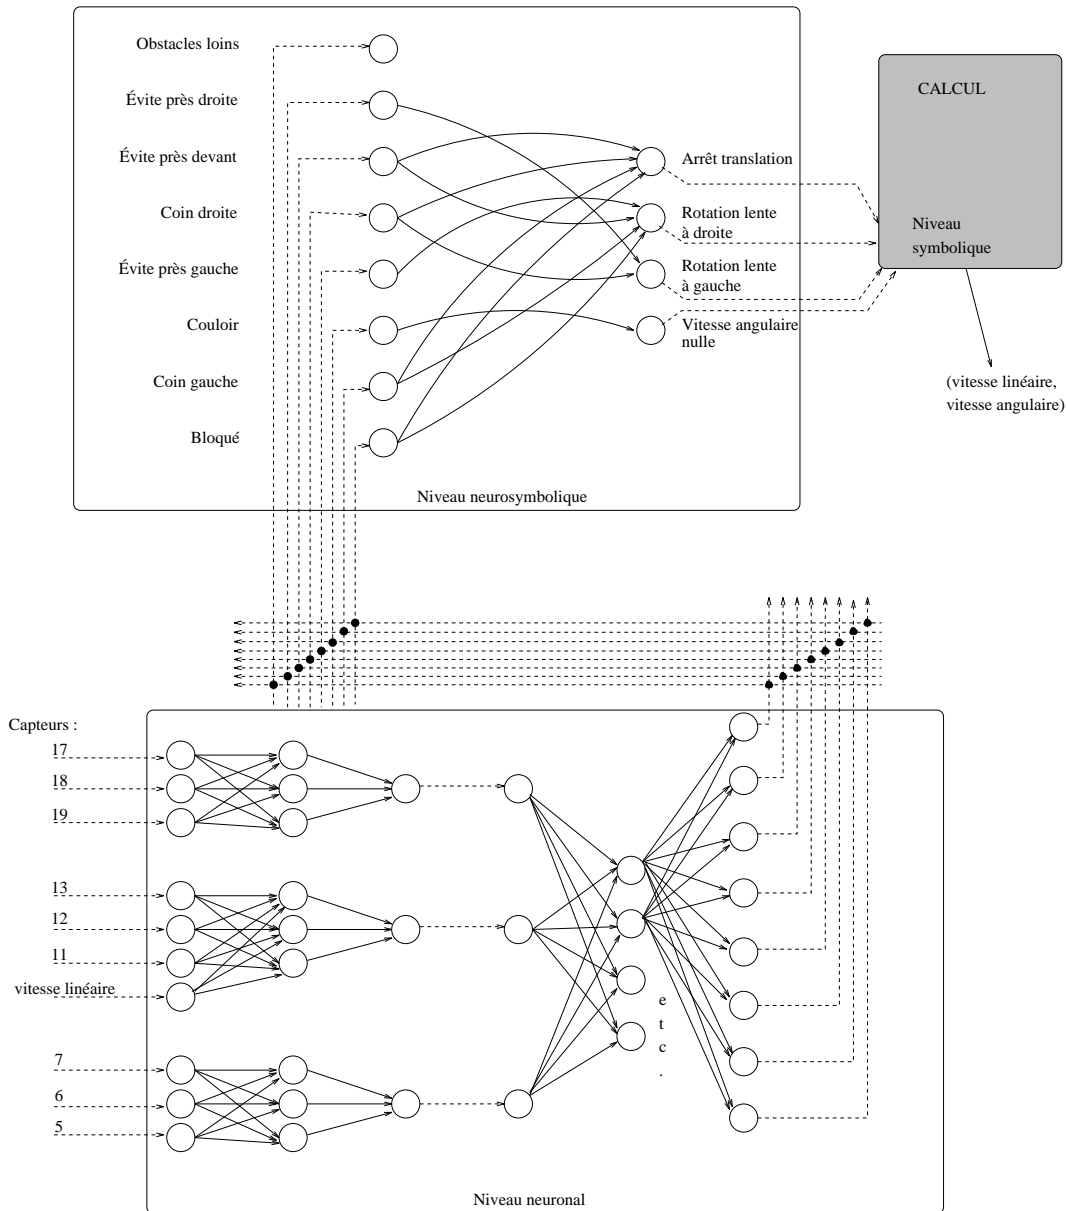 Obstacles loins
Évite près droite
Évite près devant
Coin droite
Évite près gauche
Couloir
Coin gauche
Bloqué
Arrêt translation
Rotation lente
à droite
Rotation lente
à gauche
Vitesse angulaire
nulle
Niveau neurosymbolique
CALCUL
Niveau
symbolique
(vitesse linéaire,
vitesse angulaire)
Capteurs :
17
18
19
13
12
11
vitesse linéaire
7
6
5
e
t
c
.
Niveau neuronal